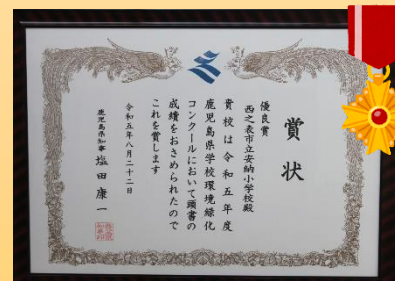 賞状
優良賞
西之表市立安納小学校殿
貴校は令和五年度
鹿児島県学校環境緑化
コンクールにおいて頭書の
成績をおさめられたので
これを賞します
令和五年八月二十二日
鹿児島県知事 塩田康一